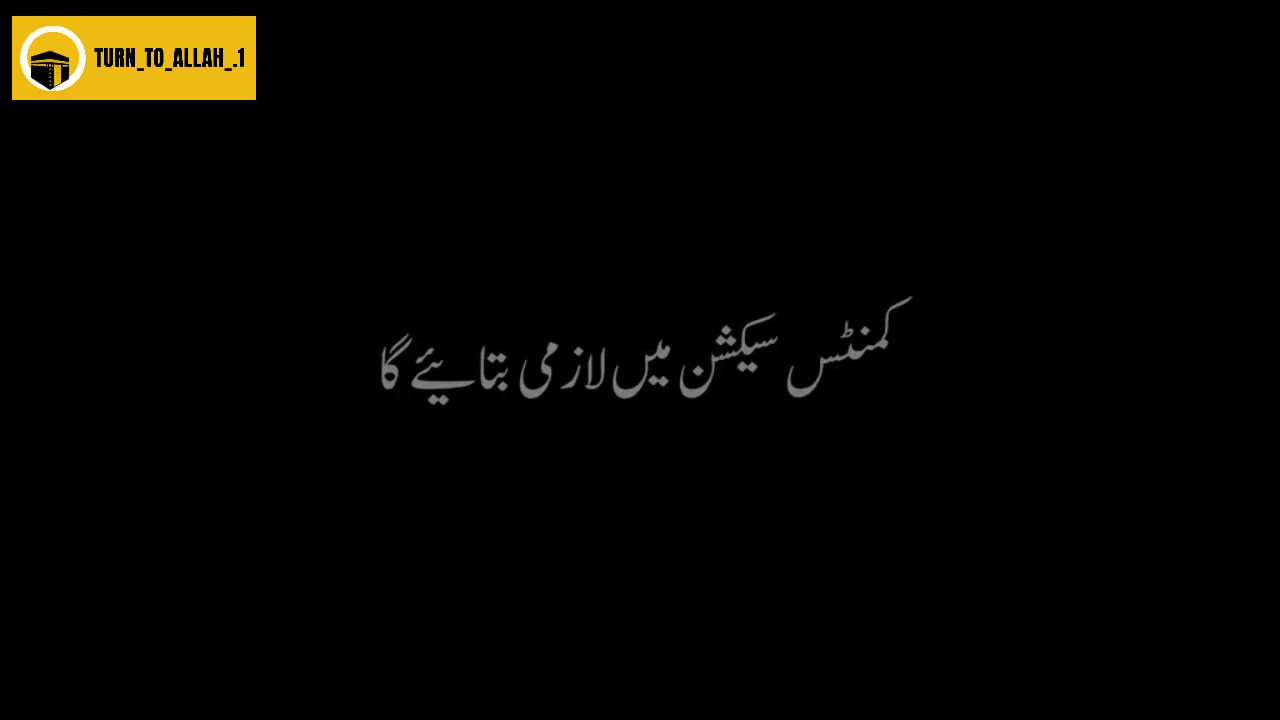 TURN_TO_ALLAH_.1
کمنٹس سیکشن میں لازمی بتایئے گا